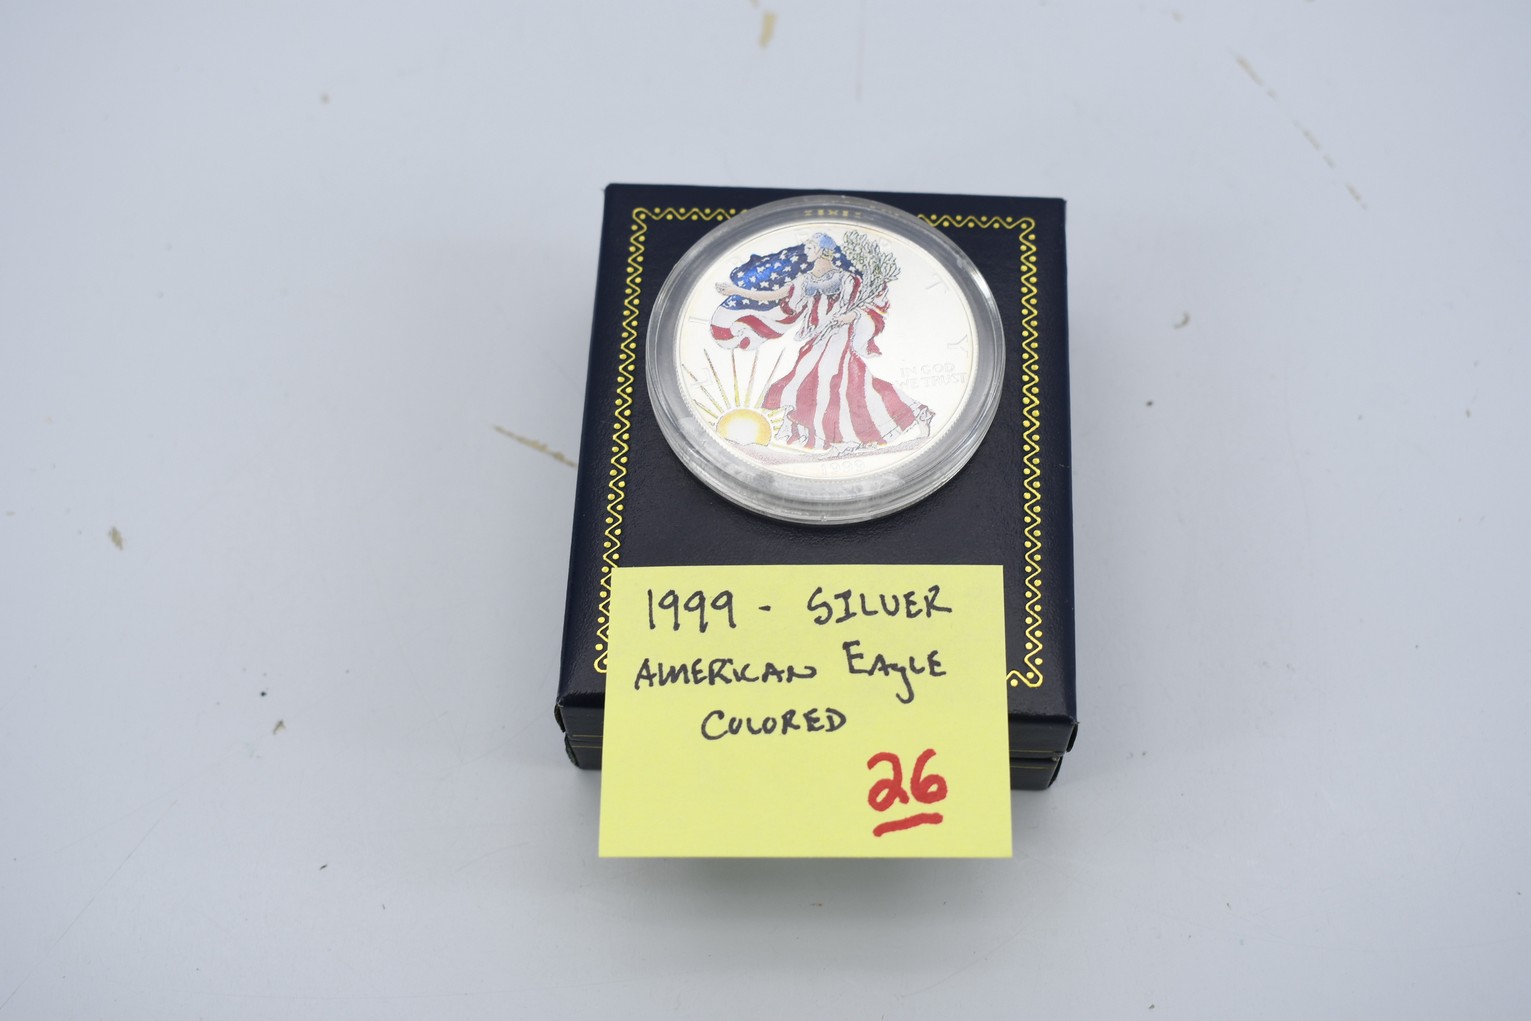 T
Y
IN GOD
WE TRUST
1999 - SILVER
AMERICAN EAGLE
COLORED
26